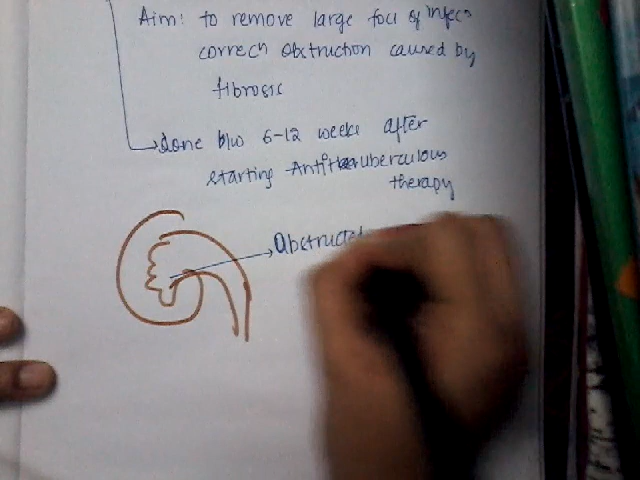 Aim: to remove large foci of infecn
correct obstruction caused by
fibrosis
done b/w 6-12 weeks after
starting Antituberculous
therapy
Obstructed